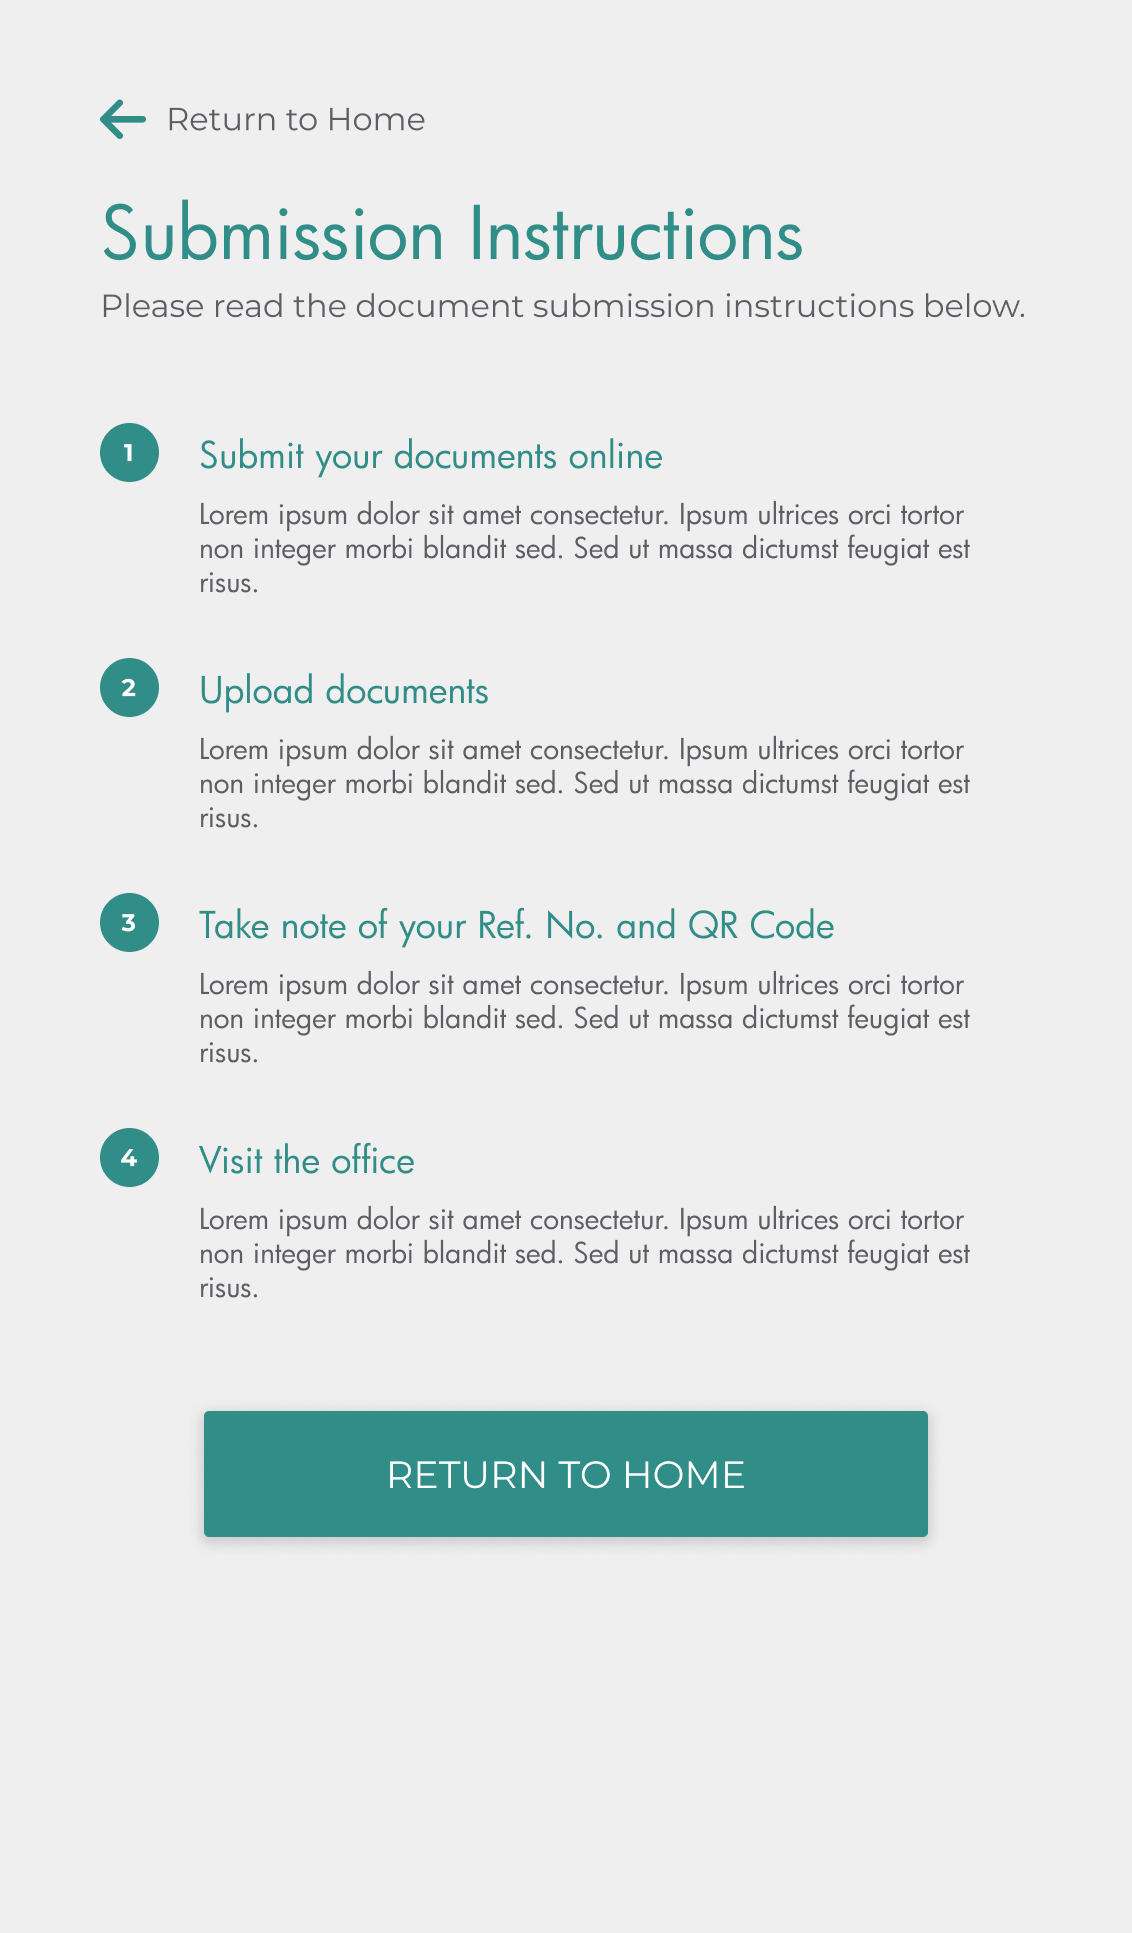 Return to Home
Submission Instructions
Please read the document submission instructions below.
1
Submit your documents online
Lorem ipsum dolor sit amet consectetur. Ipsum ultrices orci tortor
non integer morbi blandit sed. Sed ut massa dictumst feugiat est
risus.
2
Upload documents
Lorem ipsum dolor sit amet consectetur. Ipsum ultrices orci tortor
non integer morbi blandit sed. Sed ut massa dictumst feugiat est
risus.
3
Take note of your Ref. No. and QR Code
Lorem ipsum dolor sit amet consectetur. Ipsum ultrices orci tortor
non integer morbi blandit sed. Sed ut massa dictumst feugiat est
risus.
4
Visit the office
Lorem ipsum dolor sit amet consectetur. Ipsum ultrices orci tortor
non integer morbi blandit sed. Sed ut massa dictumst feugiat est
risus.
RETURN TO HOME